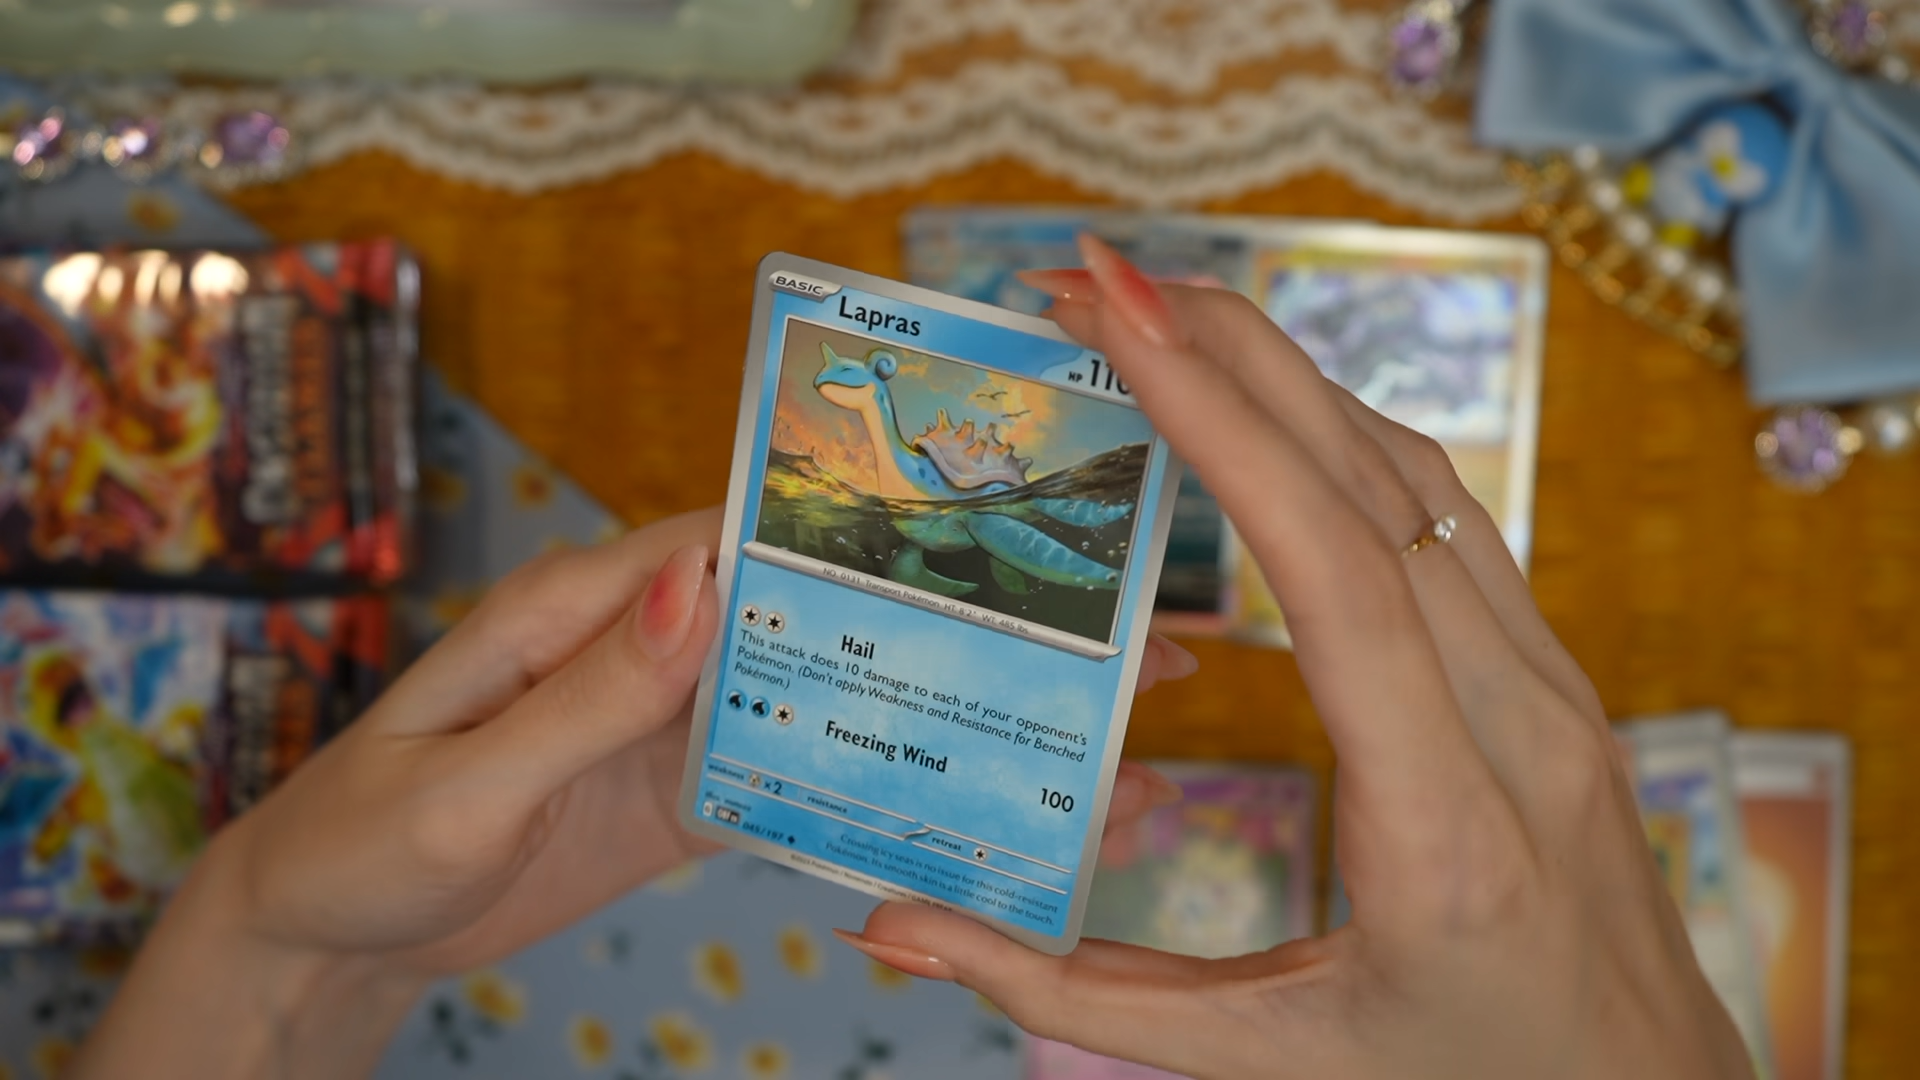 BASIC
Lapras
HP 110
NO. 0131 Transport Pokémon HT: 8'2" WT: 485 lbs
Hail
This attack does 10 damage to each of your opponent's
Pokémon. (Don't apply Weakness and Resistance for Benched
Pokémon.)
Freezing Wind
100
weakness ×2 resistance
retreat
045/197
Crossing icy seas is no issue for this cold-resistant
Pokémon. Its smooth skin is a little cool to the touch.